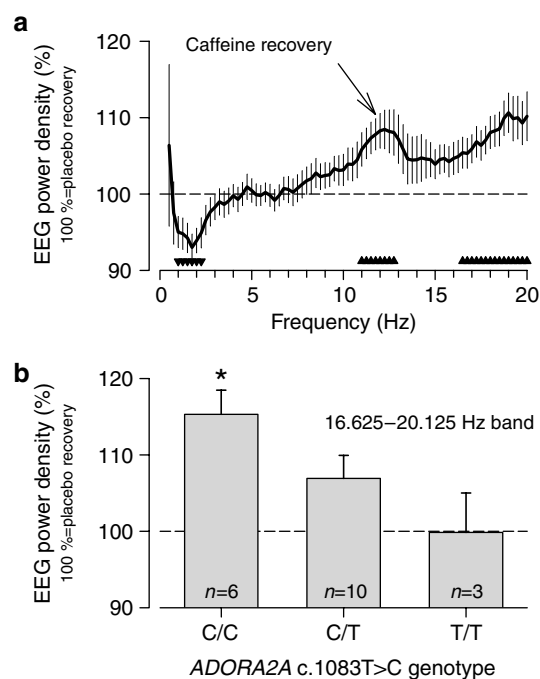 a
EEG power density (%)
100 %=placebo recovery
120
110
100
90
Caffeine recovery
0 5 10 15 20
Frequency (Hz)
b
EEG power density (%)
100 %=placebo recovery
120
110
100
90
*
16.625–20.125 Hz band
n=6 n=10 n=3
C/C C/T T/T
ADORA2A c.1083T>C genotype